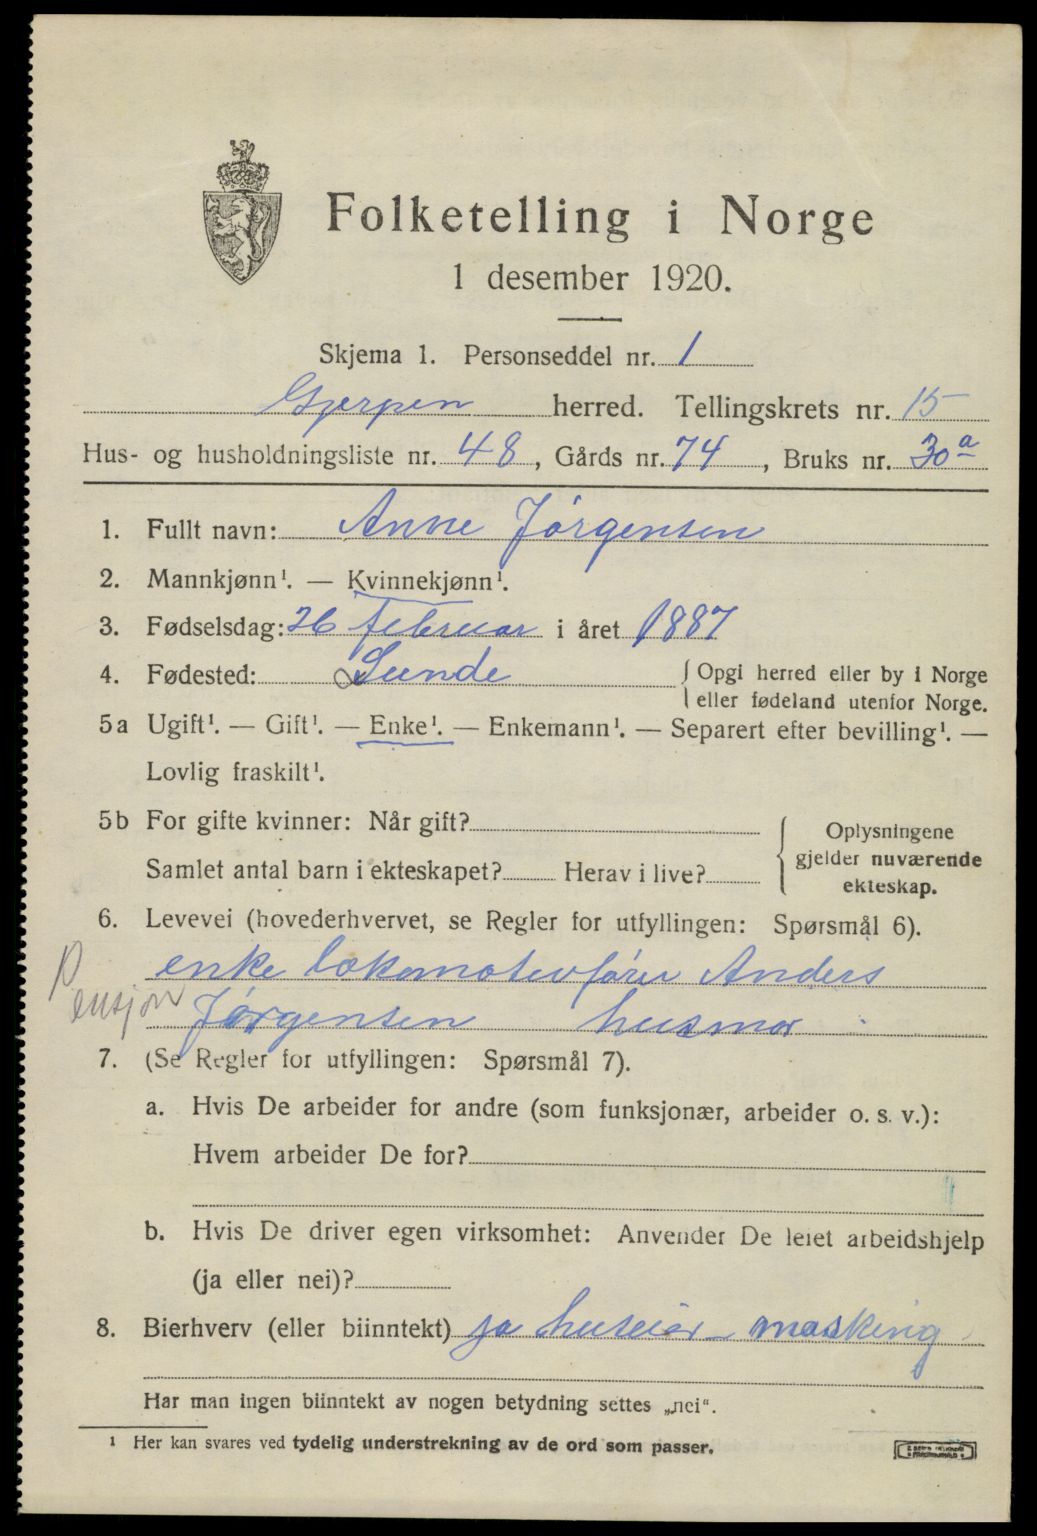 Folketelling i Norge
1 desember 1920.
Skjema 1. Personseddel nr. 1
Gjerpen herred. Tellingskrets nr. 15
Hus- og husholdningsliste nr. 48, Gårds nr. 74, Bruks nr. 30a
1. Fullt navn: Anne Jörgensen
2. Mannkjønn¹. — Kvinnekjønn¹.
3. Fødselsdag: 26 februar i året 1887
4. Fødested: Lunde { Opgi herred eller by i Norge
eller fødeland utenfor Norge.
5a Ugift¹. — Gift¹. — Enke¹. — Enkemann¹. — Separert efter bevilling¹. —
Lovlig fraskilt¹.
5b For gifte kvinner: Når gift?
Samlet antal barn i ekteskapet? Herav i live?
Oplysningene
gjelder nuværende
ekteskap.
6. Levevei (hovederhvervet, se Regler for utfyllingen: Spørsmål 6).
enke lokomotivfører Anders
Pensjon
Jørgensen husmor
7. (Se Regler for utfyllingen: Spørsmål 7).
a. Hvis De arbeider for andre (som funksjonær, arbeider o. s. v.):
Hvem arbeider De for?
b. Hvis De driver egen virksomhet: Anvender De leiet arbeidshjelp
(ja eller nei)?
8. Bierhverv (eller biinntekt) ja huseier
Har man ingen biinntekt av nogen betydning settes „nei“.
¹ Her kan svares ved tydelig understrekning av de ord som passer.